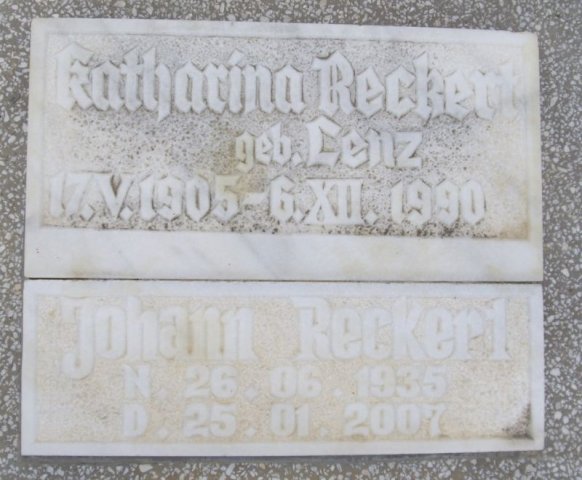 Katharina Reckert
geb. Lenz
17.V.1905-6.XII.1990
Johann Reckert
N.26.06.1935
D.25.01.2007